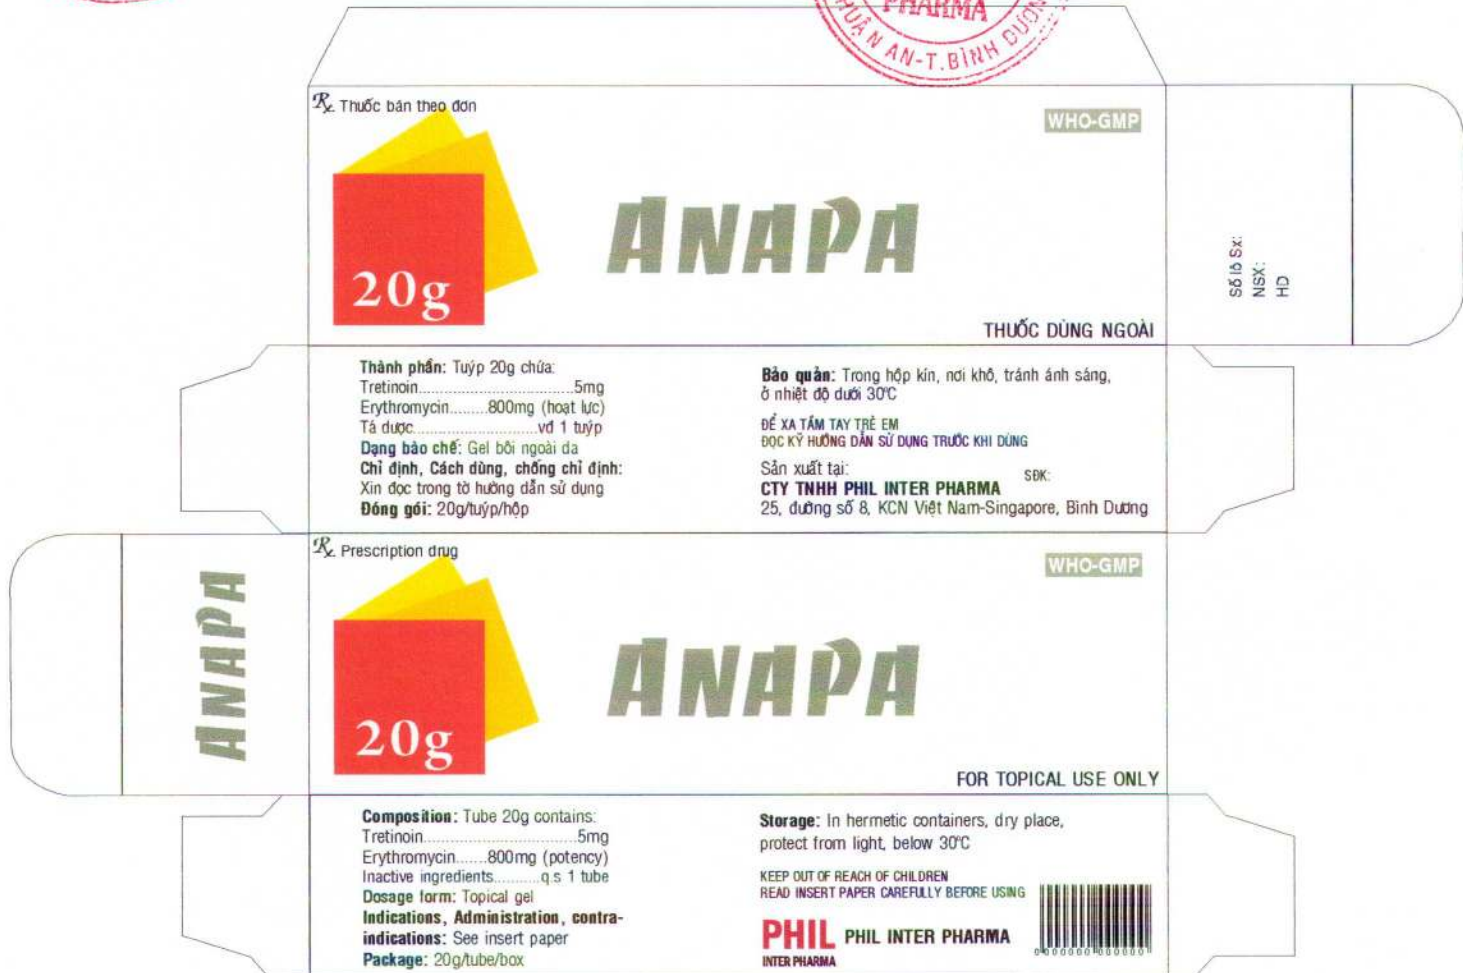 PHARMA
HUẬN AN-T.BÌNH DƯƠN
Rx Thuốc bán theo đơn
WHO-GMP
20g
ANAPA
THUỐC DÙNG NGOÀI
Số lô Sx:
NSX:
HD
Thành phần: Tuýp 20g chứa:
Tretinoin..................................5mg
Erythromycin.........800mg (hoạt lực)
Tá dược...........................vđ 1 tuýp
Dạng bào chế: Gel bôi ngoài da
Chỉ định, Cách dùng, chống chỉ định:
Xin đọc trong tờ hướng dẫn sử dụng
Đóng gói: 20g/tuýp/hộp
Bảo quản: Trong hộp kín, nơi khô, tránh ánh sáng,
ở nhiệt độ dưới 30°C
ĐỂ XA TẦM TAY TRẺ EM
ĐỌC KỸ HƯỚNG DẪN SỬ DỤNG TRƯỚC KHI DÙNG
Sản xuất tại:
SĐK:
CTY TNHH PHIL INTER PHARMA
25, đường số 8, KCN Việt Nam-Singapore, Bình Dương
ANAPA
Rx Prescription drug
WHO-GMP
20g
ANAPA
FOR TOPICAL USE ONLY
Composition: Tube 20g contains:
Tretinoin.................................5mg
Erythromycin.......800mg (potency)
Inactive ingredients..........q.s 1 tube
Dosage form: Topical gel
Indications, Administration, contra-
indications: See insert paper
Package: 20g/tube/box
Storage: In hermetic containers, dry place,
protect from light, below 30°C
KEEP OUT OF REACH OF CHILDREN
READ INSERT PAPER CAREFULLY BEFORE USING
PHIL
INTER PHARMA
PHIL INTER PHARMA
0 000000 000000